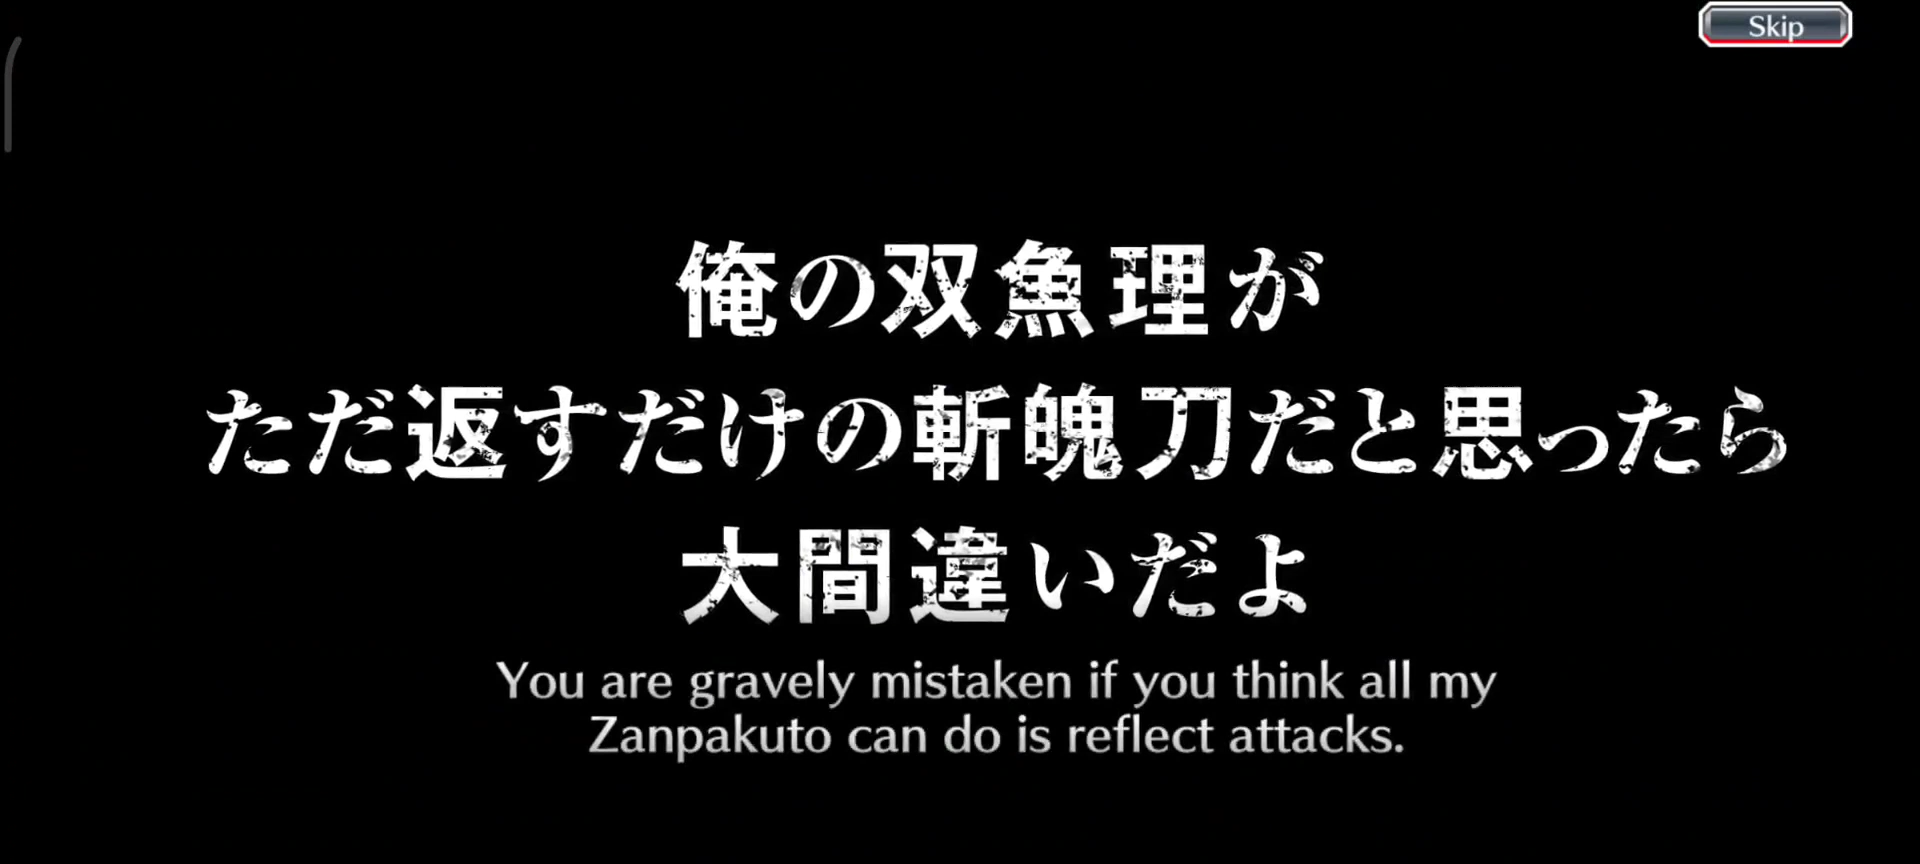 Skip
俺の双魚理が
ただ返すだけの斬魄刀だと思ったら
大間違いだよ
You are gravely mistaken if you think all my
Zanpakuto can do is reflect attacks.